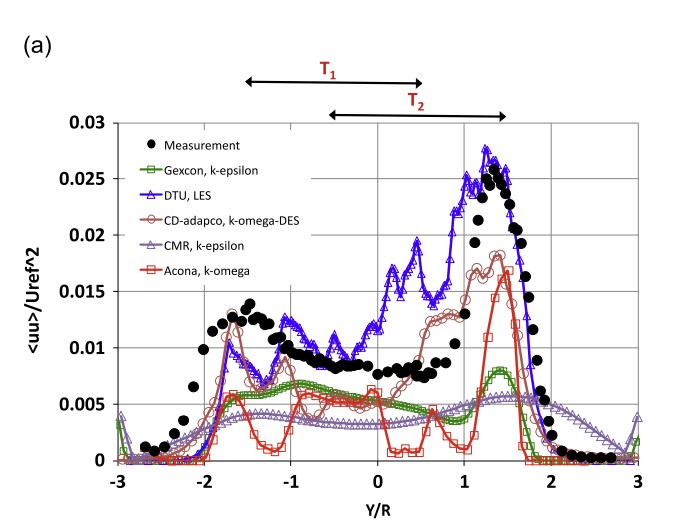 (a)
T1
T2
0.03
0.025
0.02
0.015
0.01
0.005
0
<uu>/Uref^2
Measurement
Gexcon, k-epsilon
DTU, LES
CD-adapco, k-omega-DES
CMR, k-epsilon
Acona, k-omega
-3 -2 -1 0 1 2 3
Y/R